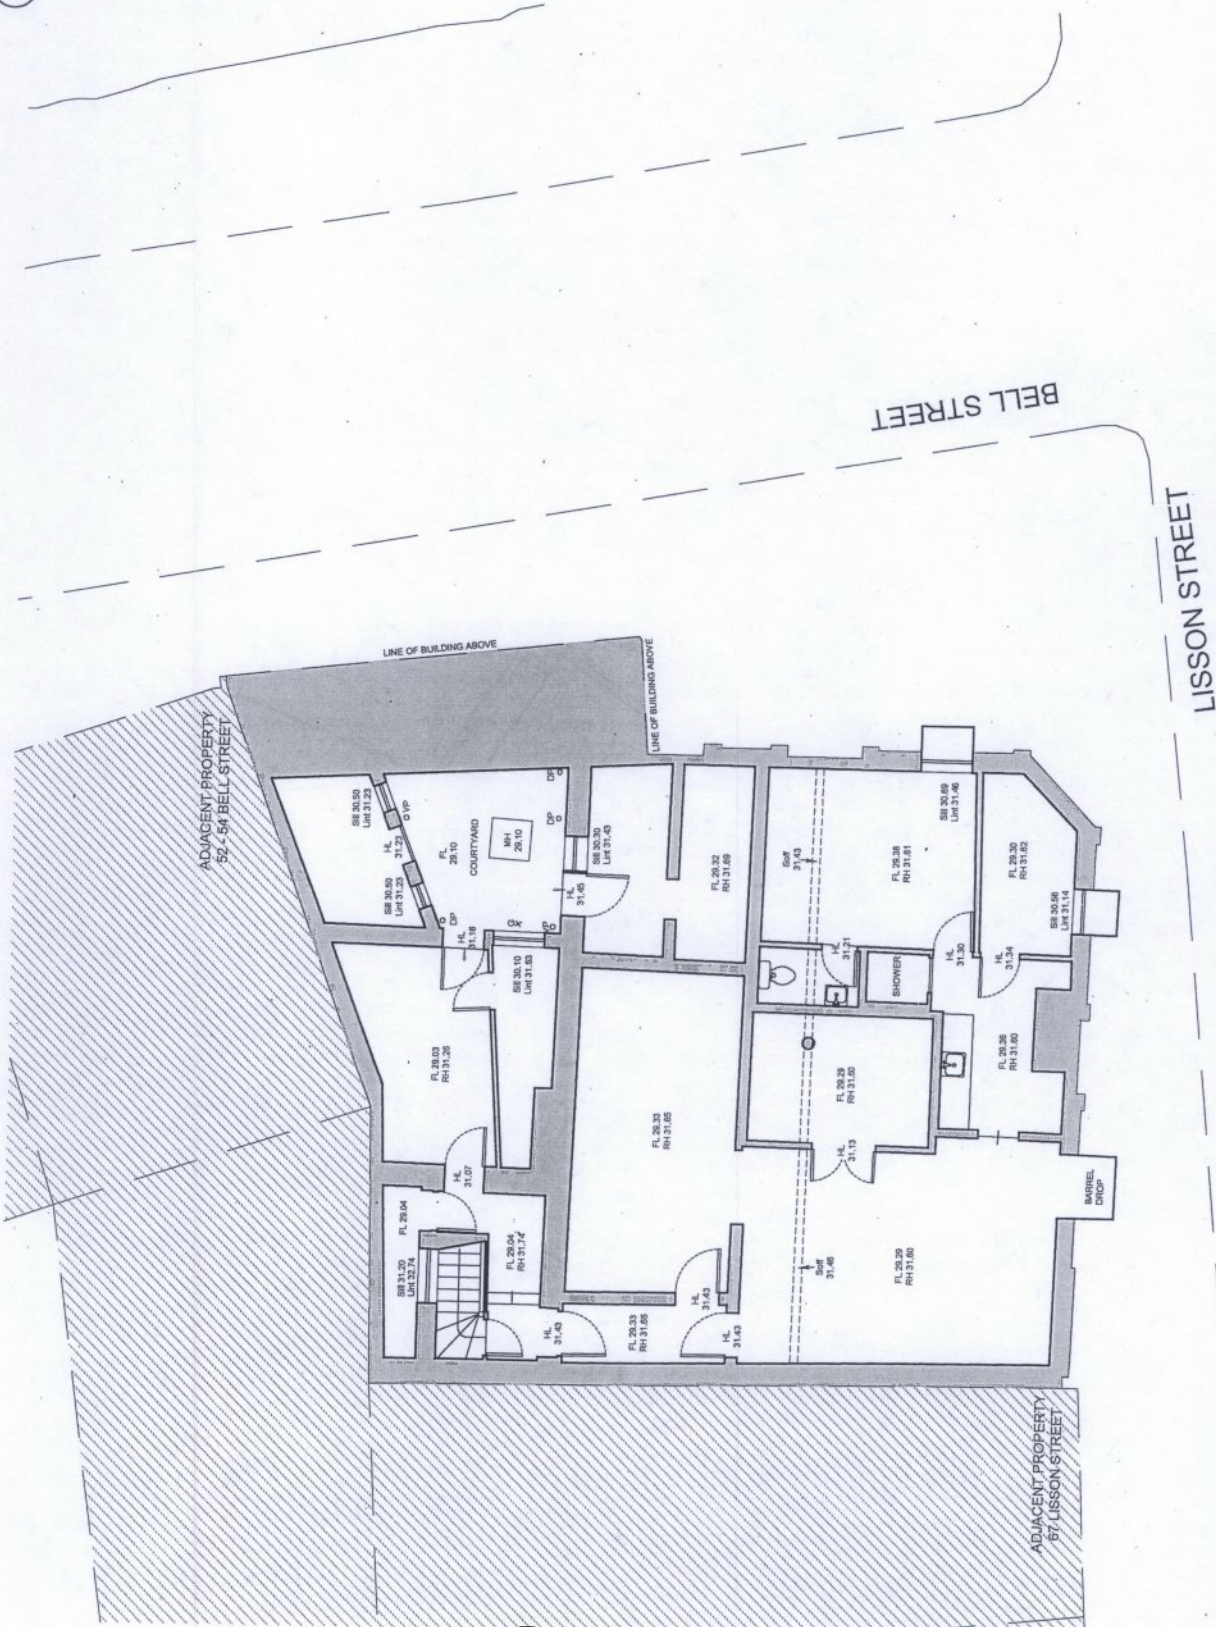 BELL STREET
LISSON STREET
LINE OF BUILDING ABOVE
LINE OF BUILDING ABOVE
ADJACENT PROPERTY
52 - 54 BELL STREET
Sill 30.50
Lint 31.23
HL
31.23
Sill 30.50
Lint 31.23
VP
DP
FL
29.10
COURTYARD
MH
29.10
DP
DP
HL
31.16
VP
Sill 30.10
Lint 31.53
HL
31.45
Sill 30.30
Lint 31.43
FL 29.32
RH 31.69
Soff
31.43
FL 29.38
RH 31.61
Sill 30.69
Lint 31.46
FL 29.30
RH 31.62
Sill 30.56
Lint 31.14
HL
31.21
SHOWER
HL
31.30
HL
31.34
FL 29.36
RH 31.60
FL 29.03
RH 31.26
HL
31.07
FL 29.04
Sill 31.20
Lint 32.74
FL 29.04
RH 31.74
HL
31.43
FL 29.33
RH 31.65
FL 29.33
RH 31.65
HL
31.43
HL
31.43
FL 29.29
RH 31.60
HL
31.13
Soff
31.46
FL 29.29
RH 31.60
BARREL
DROP
ADJACENT PROPERTY
67 LISSON STREET